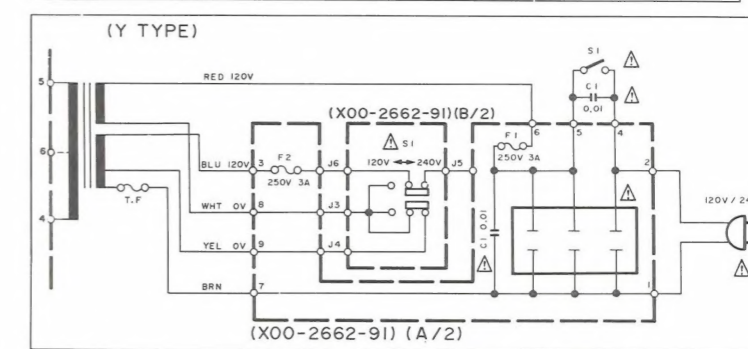 (Y TYPE)
S1
5
RED 120V
C1
0.01
(X00-2662-91)(B/2)
6
5
4
S1
F1
250V 3A
6
BLU 120V
3
F2
250V 3A
J6
120V
240V
J5
2
T.F
WHT 0V
8
J3
C1 0.01
120V / 24
4
YEL 0V
9
J4
BRN
7
1
(X00-2662-91) (A/2)